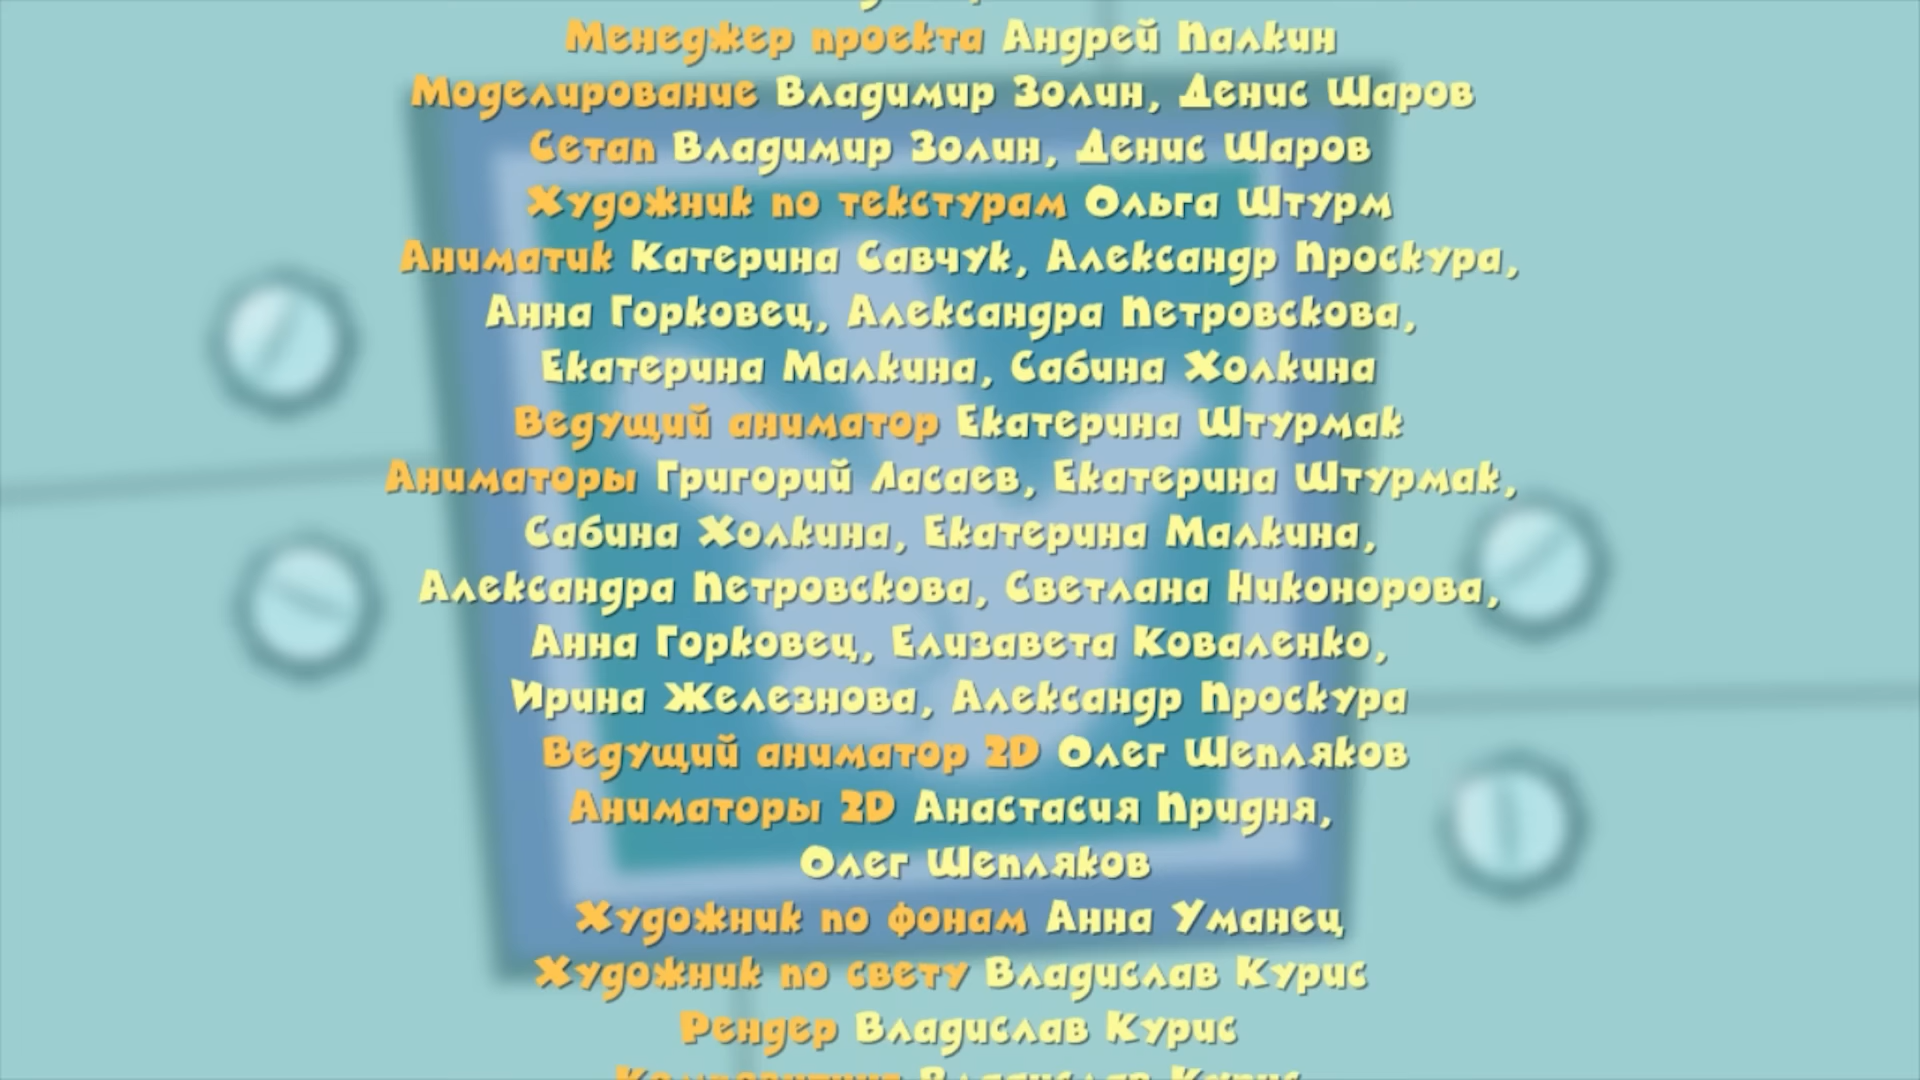 Менеджер проекта Андрей Палкин
Моделирование Владимир Золин, Денис Шаров
Сетап Владимир Золин, Денис Шаров
Художник по текстурам Ольга Штурм
Аниматик Катерина Савчук, Александр Проскура,
Анна Горковец, Александра Петровскова,
Екатерина Малкина, Сабина Холкина
Ведущий аниматор Екатерина Штурмак
Аниматоры Григорий Ласаев, Екатерина Штурмак,
Сабина Холкина, Екатерина Малкина,
Александра Петровскова, Светлана Никонорова,
Анна Горковец, Елизавета Коваленко,
Ирина Железнова, Александр Проскура
Ведущий аниматор 2D Олег Шепляков
Аниматоры 2D Анастасия Придня,
Олег Шепляков
Художник по фонам Анна Уманец
Художник по свету Владислав Курис
Рендер Владислав Курис